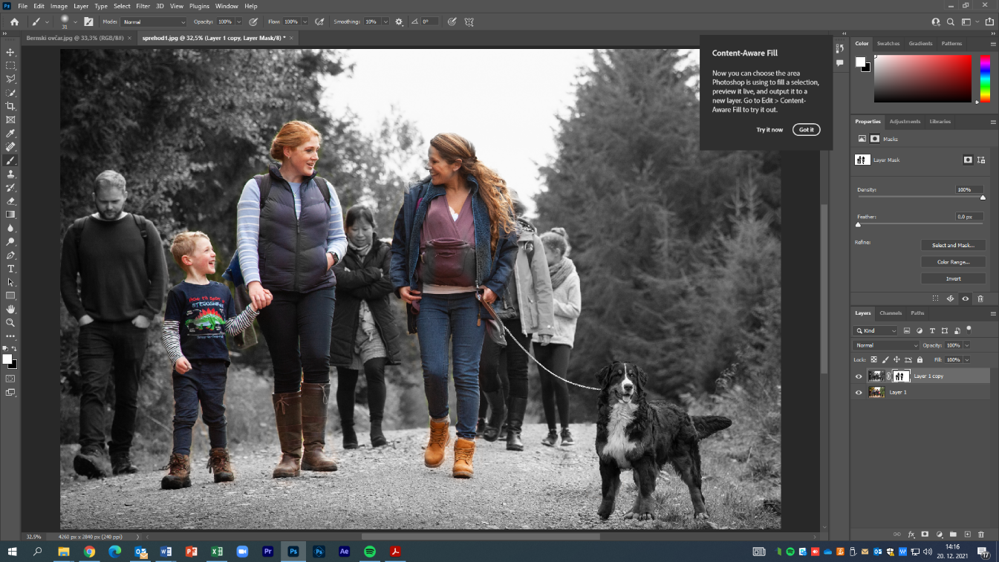 Ps File Edit Image Layer Type Select Filter 3D View Plugins Window Help
31 Mode: Normal Opacity: 100% Flow: 100% Smoothing: 10% 0°
Bernski ovčar.jpg @ 33,3% (RGB/8#) × sprehod1.jpg @ 32,5% (Layer 1 copy, Layer Mask/8) * ×
Content-Aware Fill
Now you can choose the area
Photoshop is using to fill a selection,
preview it live, and output it to a
new layer. Go to Edit > Content-
Aware Fill to try it out.
Try it now Got it
Color Swatches Gradients Patterns
Properties Adjustments Libraries
Masks
Layer Mask
Density: 100%
Feather: 0,0 px
Refine: Select and Mask...
Color Range...
Invert
Layers Channels Paths
Kind
Normal Opacity: 100%
Lock: Fill: 100%
Layer 1 copy
Layer 1
How to Spot a
STEGOSAURUS
32,5% 4260 px x 2840 px (240 ppi)
Pr Ps Ps Ae
14:16
20. 12. 2021
17